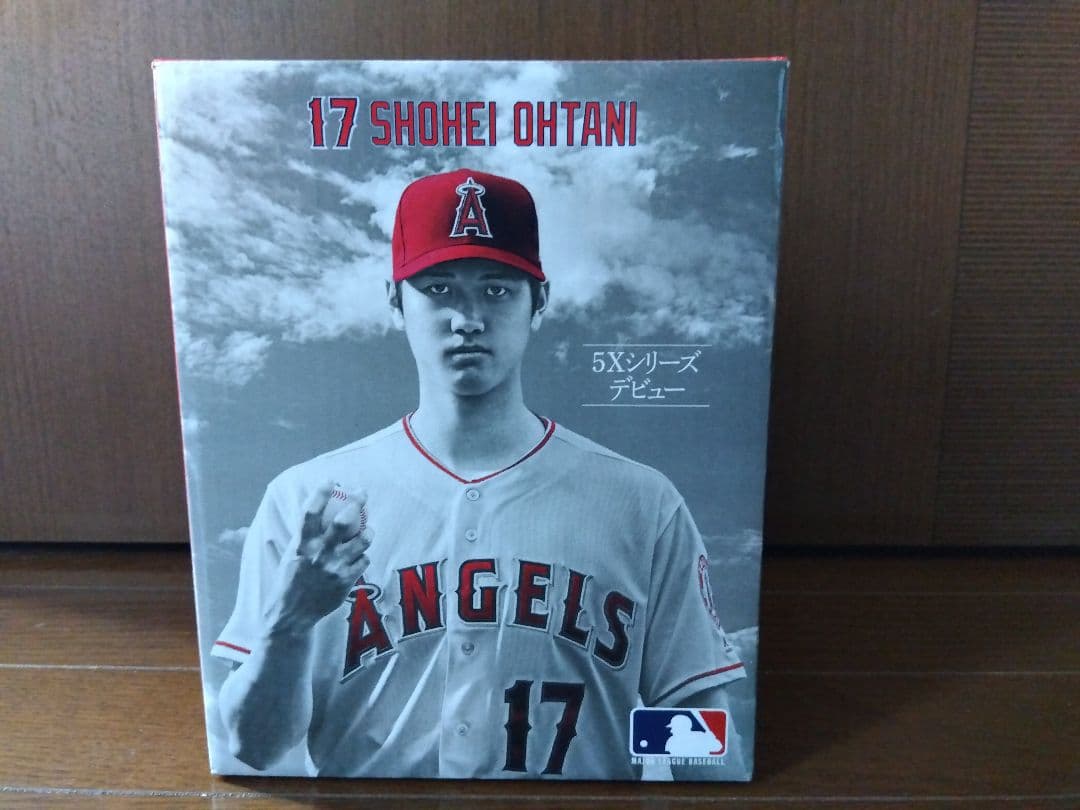 17 SHOHEI OHTANI
A
5Xシリーズ
デビュー
ANGELS
17
MAJOR LEAGUE BASEBALL